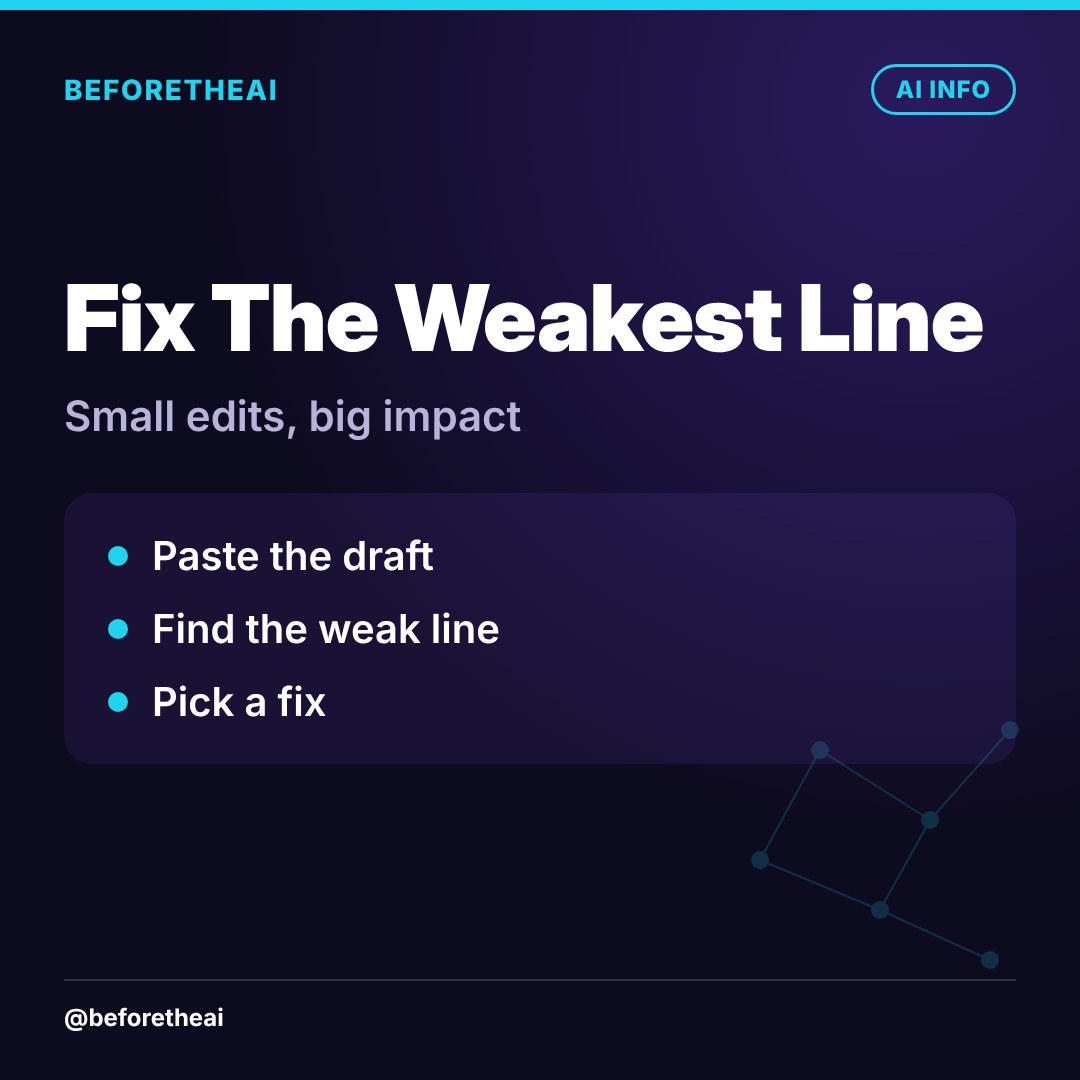 BEFORETHEAI
AI INFO
Fix The Weakest Line
Small edits, big impact
Paste the draft
Find the weak line
Pick a fix
@beforetheai